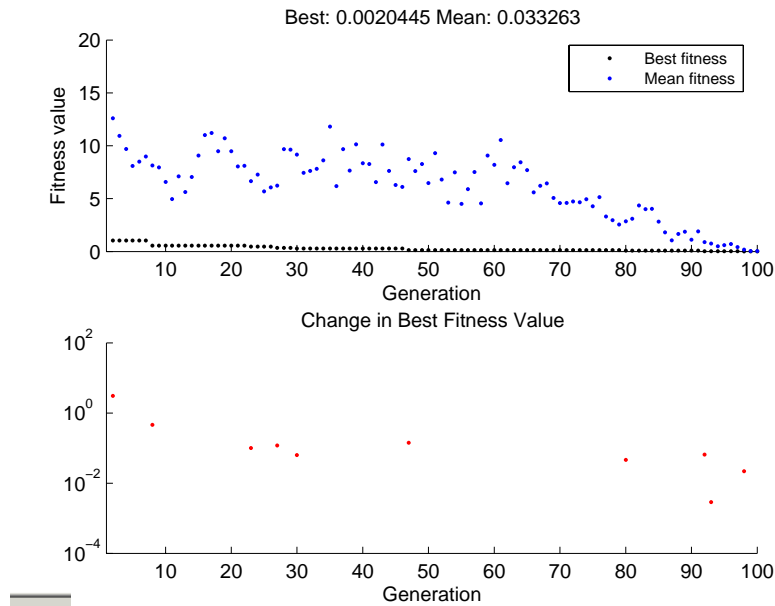 Best: 0.0020445 Mean: 0.033263
20
15
10
5
0
Fitness value
Best fitness
Mean fitness
10 20 30 40 50 60 70 80 90 100
Generation
Change in Best Fitness Value
10^2
10^0
10^-2
10^-4
10 20 30 40 50 60 70 80 90 100
Generation